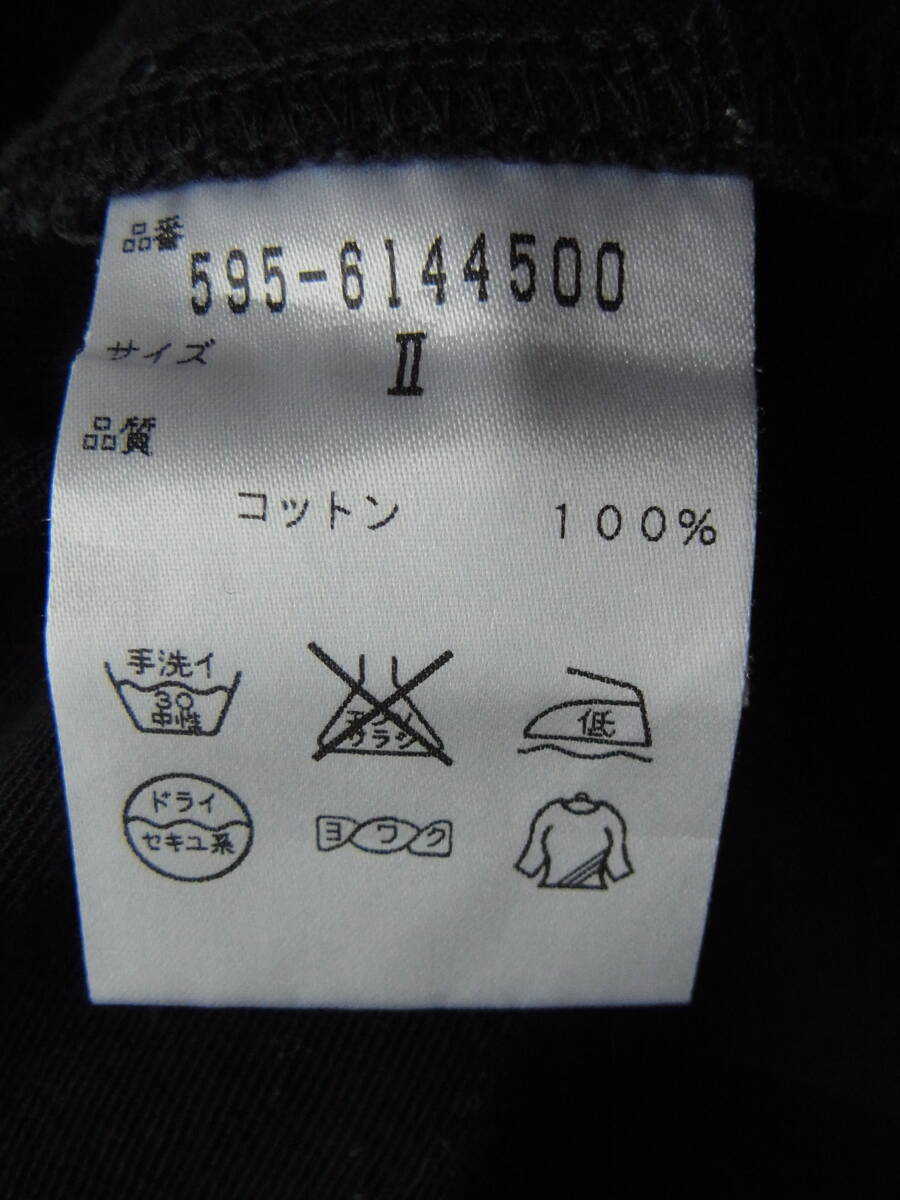 品番 595-6144500
サイズ Ⅱ
品質
コットン 100%
手洗イ
30
中性
エンソ
サラシ
低
ドライ
セキユ系
ヨワク